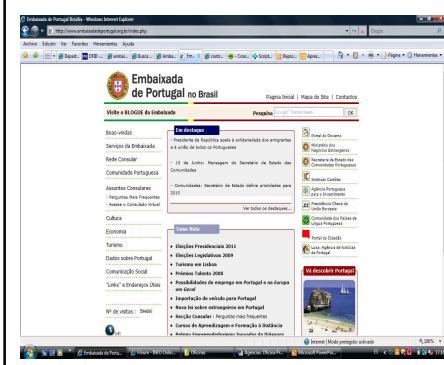 Embaixada de Portugal Brasília - Windows Internet Explorer
http://www.embaixadadeportugal.org.br/index.php
Google
Arquivo Editar Ver Favoritos Ferramentas Ajuda
Página
Ferramentas
Embaixada
de Portugal no Brasil
Pagina Inicial | Mapa do Site | Contactos
Visite o BLOGUE da Embaixada
Pesquisa
OK
Boas-vindas
Serviços da Embaixada
Rede Consular
Comunidade Portuguesa
Assuntos Consulares
- Perguntas Mais Frequentes
- Acesse o Consulado Virtual
Cultura
Economia
Turismo
Dados sobre Portugal
Comunicação Social
"Links" e Endereços Úteis
Nº de visitas :
Em destaque
- Presidente da República apela à solidariedade dos emigrantes
e à união de todos os Portugueses
- 10 de Junho: Mensagem do Secretário de Estado das
Comunidades
- Comunidades: Secretário de Estado define prioridades para
2010
Ver todos os destaques...
Tome Nota
• Eleições Presidenciais 2011
• Eleições Legislativas 2009
• Turismo em Lisboa
• Prémios Talento 2008
• Possibilidades de emprego em Portugal e na Europa
em Geral
• Importação de veículo para Portugal
• Nova lei sobre estrangeiros em Portugal
• Secção Consular : Perguntas mais frequentes
• Cursos de Aprendizagem e Formação à Distância
Portal do Governo
Ministério dos
Negócios Estrangeiros
Secretaria de Estado das
Comunidades Portuguesas
Instituto Camões
Agência Portuguesa
para o Investimento
Presidência Checa da
União Europeia
Comunidade dos Países de
Língua Portuguesa
Portal do Cidadão
Lusa: Agência de Notícias
de Portugal
Vá descobrir Portugal
Internet | Modo protegido: activado
100%
Embaixada de Portu...
Oficinas
Microsoft PowerPoi...